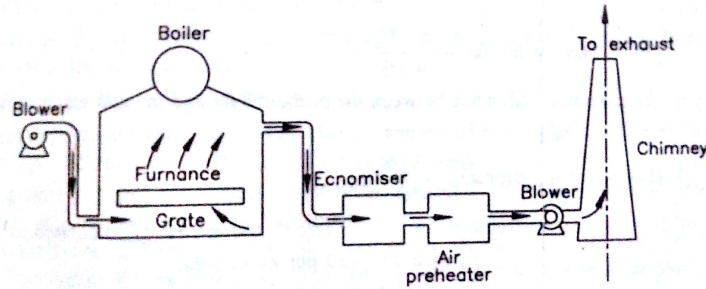 Boiler
To exhaust
Blower
Chimney
Furnance
Ecnomiser
Blower
Grate
Air
preheater